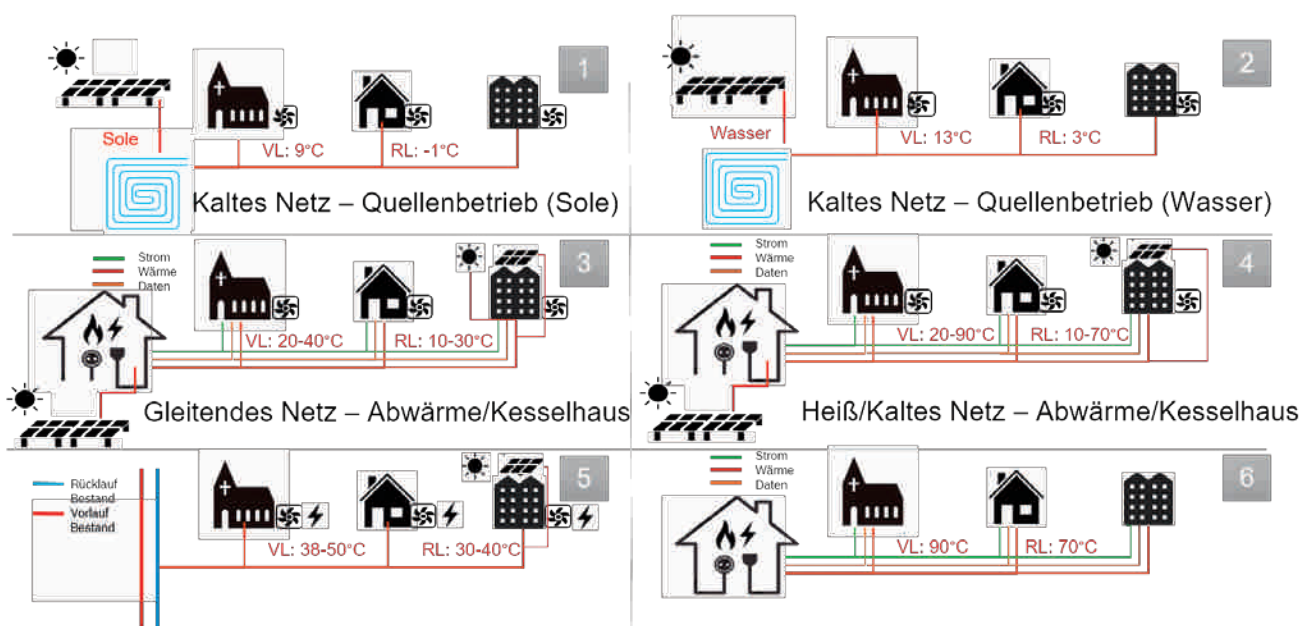 1
Sole
VL: 9°C
RL: -1°C
Kaltes Netz – Quellenbetrieb (Sole)
2
Wasser
VL: 13°C
RL: 3°C
Kaltes Netz – Quellenbetrieb (Wasser)
3
Strom
Wärme
Daten
VL: 20-40°C
RL: 10-30°C
Gleitendes Netz – Abwärme/Kesselhaus
4
Strom
Wärme
Daten
VL: 20-90°C
RL: 10-70°C
Heiß/Kaltes Netz – Abwärme/Kesselhaus
5
Rücklauf
Bestand
Vorlauf
Bestand
VL: 38-50°C
RL: 30-40°C
6
Strom
Wärme
Daten
VL: 90°C
RL: 70°C